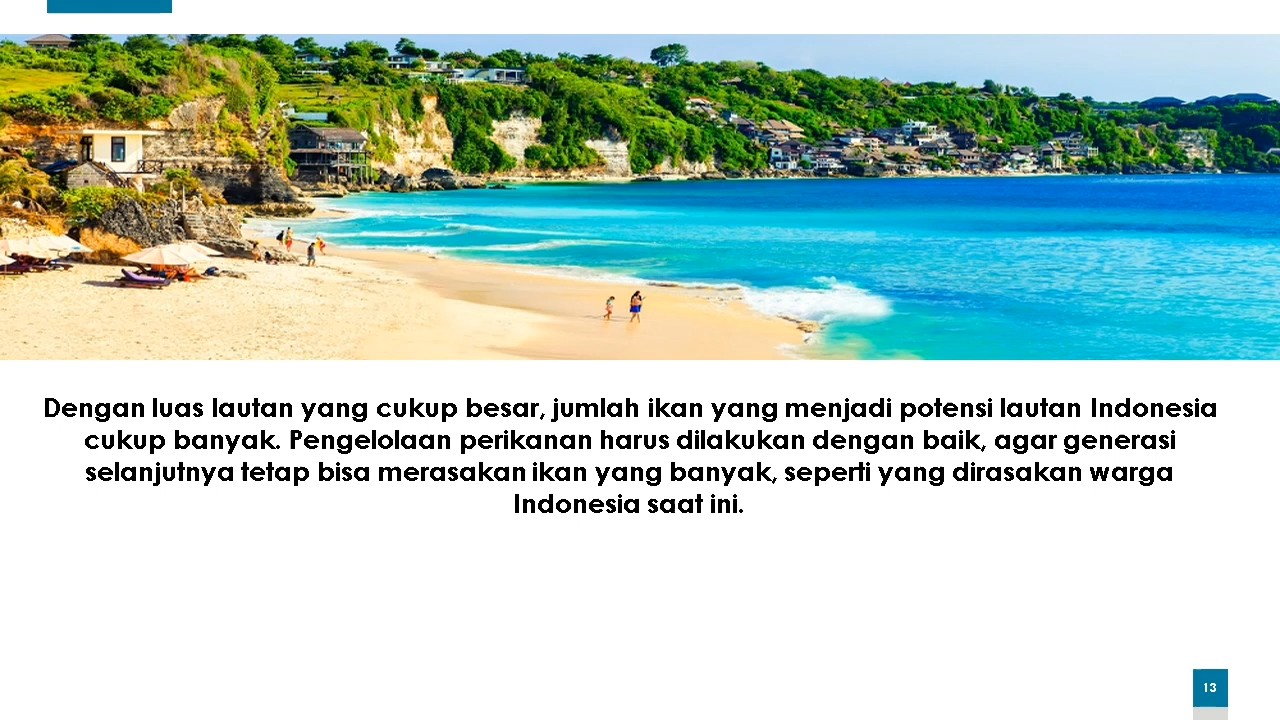 Dengan luas lautan yang cukup besar, jumlah ikan yang menjadi potensi lautan Indonesia
cukup banyak. Pengelolaan perikanan harus dilakukan dengan baik, agar generasi
selanjutnya tetap bisa merasakan ikan yang banyak, seperti yang dirasakan warga
Indonesia saat ini.
13